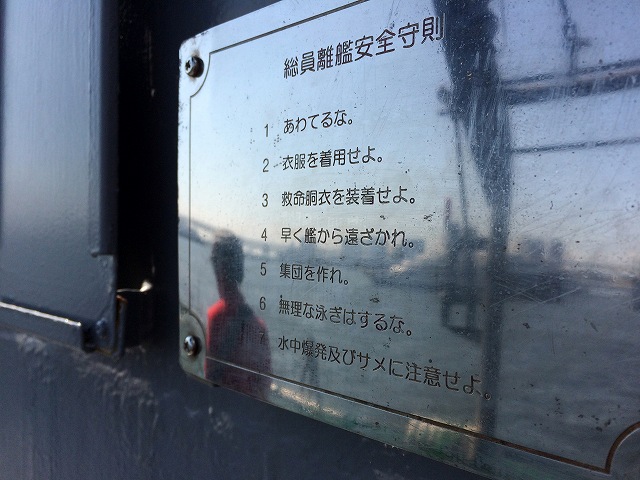 総員離艦安全守則
1 あわてるな。
2 衣服を着用せよ。
3 救命胴衣を装着せよ。
4 早く艦から遠ざかれ。
5 集団を作れ。
6 無理な泳ぎはするな。
7 水中爆発及びサメに注意せよ。